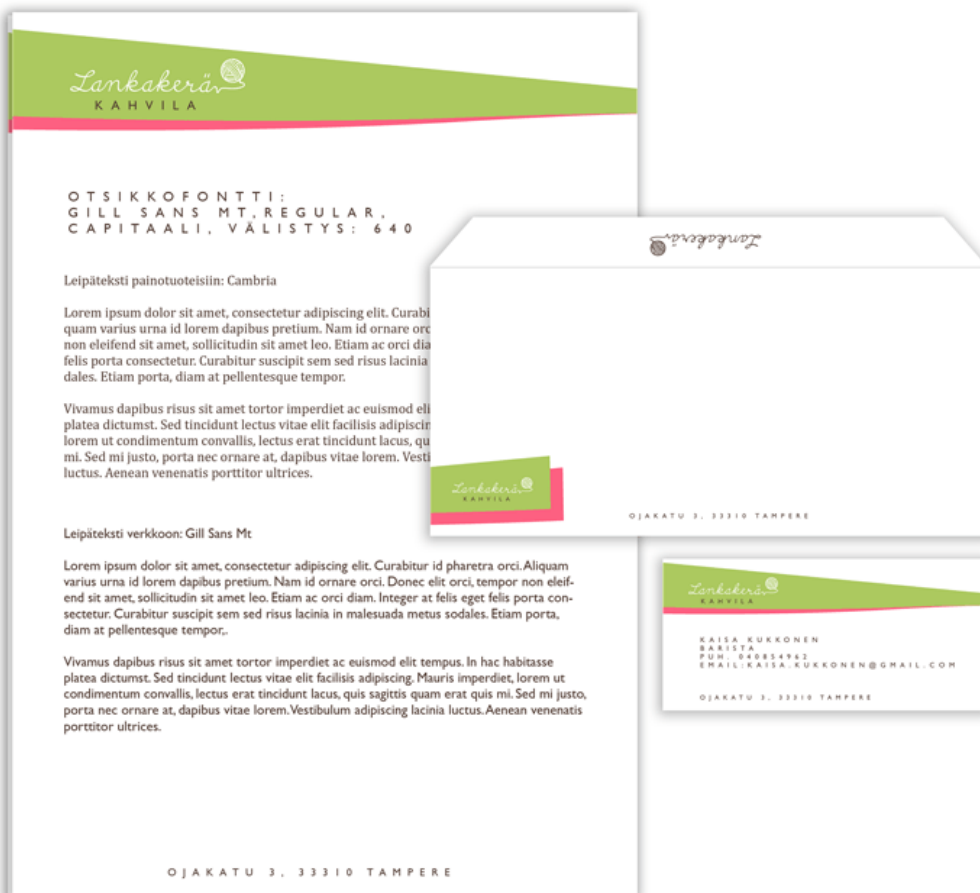 Lankakerä
KAHVILA
OTSIKKOFONTTI:
GILL SANS MT,REGULAR,
CAPITAALI, VÄLISTYS: 640
Leipäteksti painotuoteisiin: Cambria
Lorem ipsum dolor sit amet, consectetur adipiscing elit. Curabi
quam varius urna id lorem dapibus pretium. Nam id ornare orc
non eleifend sit amet, sollicitudin sit amet leo. Etiam ac orci dia
felis porta consectetur. Curabitur suscipit sem sed risus lacinia
dales. Etiam porta, diam at pellentesque tempor.
Vivamus dapibus risus sit amet tortor imperdiet ac euismod eli
platea dictumst. Sed tincidunt lectus vitae elit facilisis adipiscin
lorem ut condimentum convallis, lectus erat tincidunt lacus, qu
mi. Sed mi justo, porta nec ornare at, dapibus vitae lorem. Vesti
luctus. Aenean venenatis porttitor ultrices.
Leipäteksti verkkoon: Gill Sans Mt
Lorem ipsum dolor sit amet, consectetur adipiscing elit. Curabitur id pharetra orci. Aliquam
varius urna id lorem dapibus pretium. Nam id ornare orci. Donec elit orci, tempor non eleif-
end sit amet, sollicitudin sit amet leo. Etiam ac orci diam. Integer at felis eget felis porta con-
sectetur. Curabitur suscipit sem sed risus lacinia in malesuada metus sodales. Etiam porta,
diam at pellentesque tempor,.
Vivamus dapibus risus sit amet tortor imperdiet ac euismod elit tempus. In hac habitasse
platea dictumst. Sed tincidunt lectus vitae elit facilisis adipiscing. Mauris imperdiet, lorem ut
condimentum convallis, lectus erat tincidunt lacus, quis sagittis quam erat quis mi. Sed mi justo,
porta nec ornare at, dapibus vitae lorem. Vestibulum adipiscing lacinia luctus. Aenean venenatis
porttitor ultrices.
OJAKATU 3, 33310 TAMPERE
Lankakerä
Lankakerä
KAHVILA
OJAKATU 3, 33310 TAMPERE
Lankakerä
KAHVILA
KAISA KUKKONEN
BARISTA
PUH. 040854962
EMAIL:KAISA.KUKKONEN@GMAIL.COM
OJAKATU 3, 33310 TAMPERE